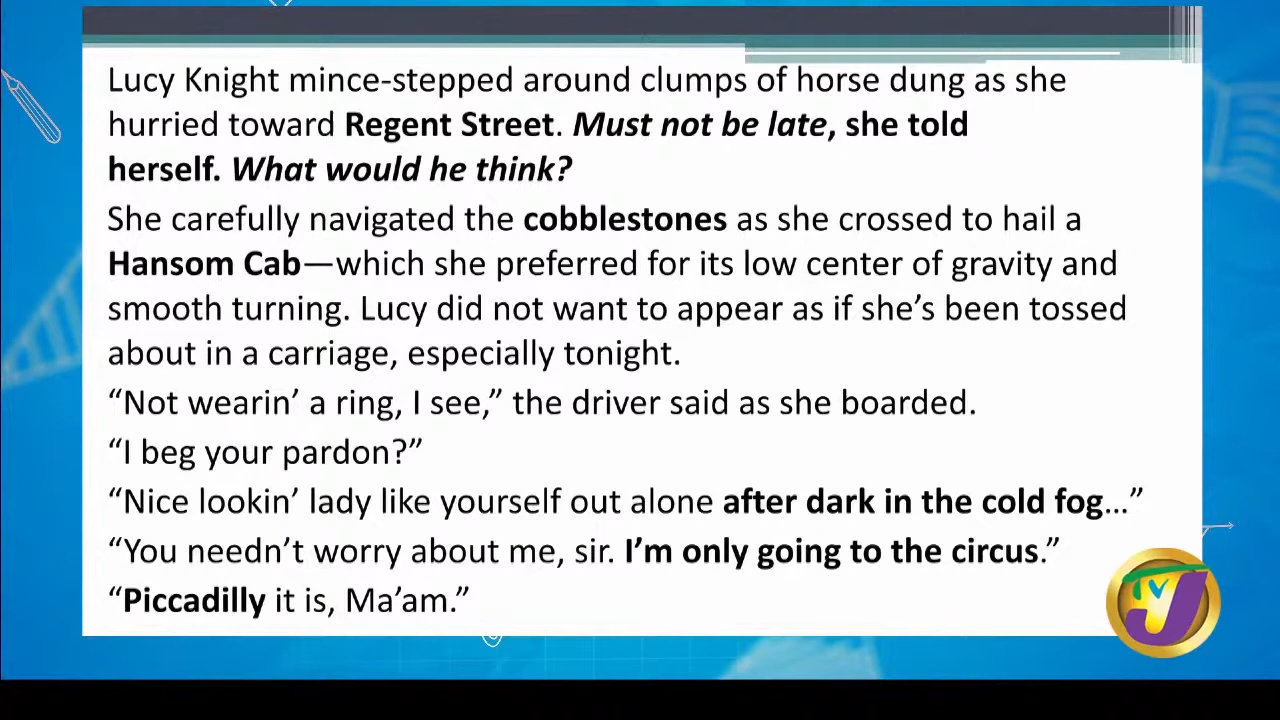 Lucy Knight mince-stepped around clumps of horse dung as she
hurried toward Regent Street. Must not be late, she told
herself. What would he think?
She carefully navigated the cobblestones as she crossed to hail a
Hansom Cab—which she preferred for its low center of gravity and
smooth turning. Lucy did not want to appear as if she’s been tossed
about in a carriage, especially tonight.
“Not wearin’ a ring, I see,” the driver said as she boarded.
“I beg your pardon?”
“Nice lookin’ lady like yourself out alone after dark in the cold fog…”
“You needn’t worry about me, sir. I’m only going to the circus.”
“Piccadilly it is, Ma’am.”
TVJ